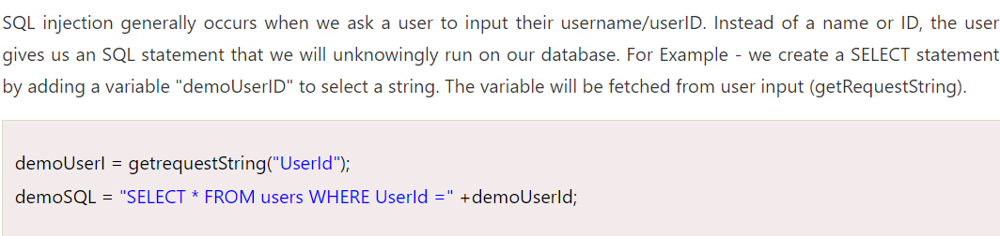 SQL injection generally occurs when we ask a user to input their username/userID. Instead of a name or ID, the user
gives us an SQL statement that we will unknowingly run on our database. For Example - we create a SELECT statement
by adding a variable "demoUserID" to select a string. The variable will be fetched from user input (getRequestString).
demoUserI = getrequestString("UserId");
demoSQL = "SELECT * FROM users WHERE UserId =" +demoUserId;